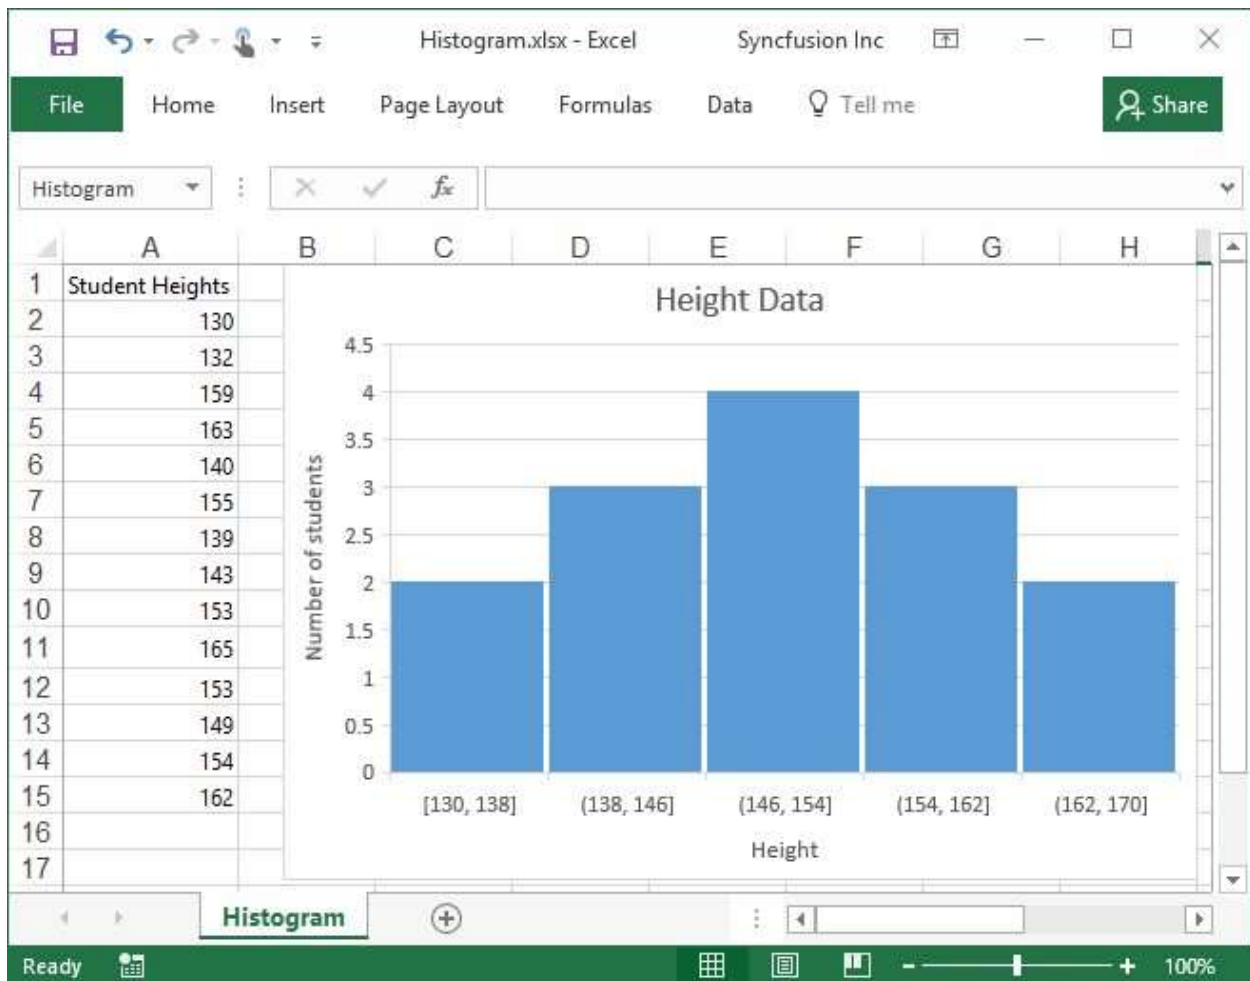 Histogram.xlsx - Excel Syncfusion Inc
File Home Insert Page Layout Formulas Data Tell me Share
Histogram fx
A B C D E F G H
1 Student Heights
2 130
3 132
4 159
5 163
6 140
7 155
8 139
9 143
10 153
11 165
12 153
13 149
14 154
15 162
16
17
Height Data
Number of students
4.5
4
3.5
3
2.5
2
1.5
1
0.5
0
[130, 138] (138, 146] (146, 154] (154, 162] (162, 170]
Height
Histogram
Ready 100%